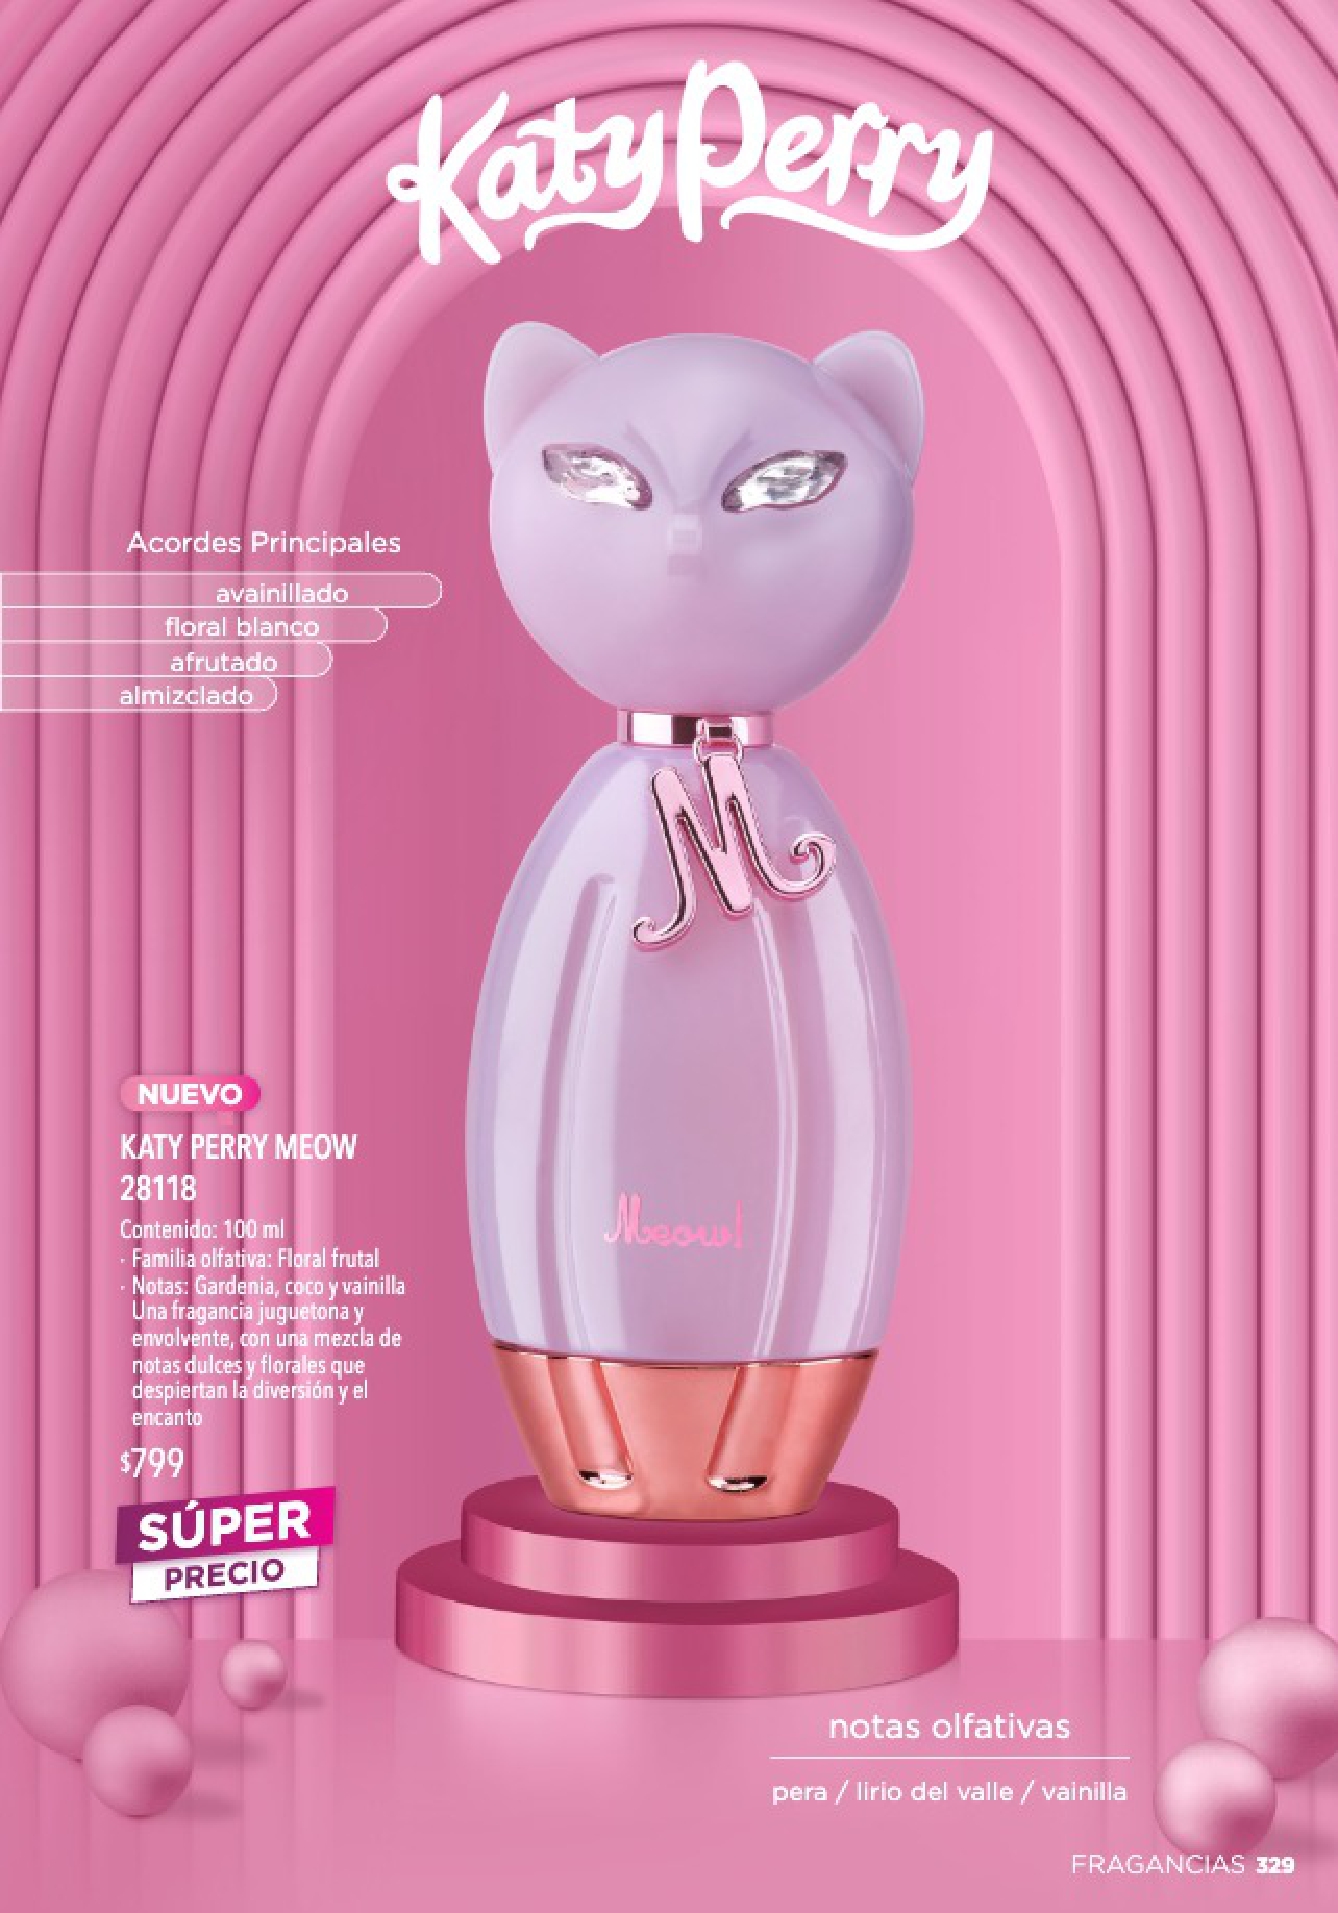 Katy Perry
Acordes Principales
avainillado
floral blanco
afrutado
almizclado
M
NUEVO
KATY PERRY MEOW
28118
Contenido: 100 ml
· Familia olfativa: Floral frutal
· Notas: Gardenia, coco y vainilla
Una fragancia juguetona y
envolvente, con una mezcla de
notas dulces y florales que
despiertan la diversión y el
encanto
$799
SÚPER
PRECIO
Meow!
notas olfativas
pera / lirio del valle / vainilla
FRAGANCIAS 329